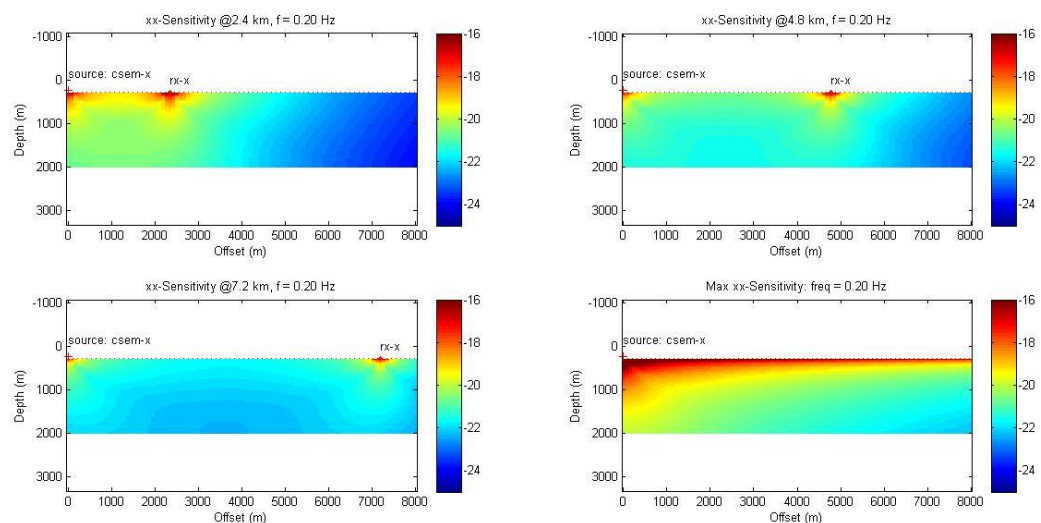 xx-Sensitivity @2.4 km, f = 0.20 Hz
-1000
0
1000
2000
3000
Depth (m)
source: csem-x
rx-x
0 1000 2000 3000 4000 5000 6000 7000 8000
Offset (m)
-16
-18
-20
-22
-24
xx-Sensitivity @4.8 km, f = 0.20 Hz
-1000
0
1000
2000
3000
Depth (m)
source: csem-x
rx-x
0 1000 2000 3000 4000 5000 6000 7000 8000
Offset (m)
-16
-18
-20
-22
-24
xx-Sensitivity @7.2 km, f = 0.20 Hz
-1000
0
1000
2000
3000
Depth (m)
source: csem-x
rx-x
0 1000 2000 3000 4000 5000 6000 7000 8000
Offset (m)
-16
-18
-20
-22
-24
Max xx-Sensitivity: freq = 0.20 Hz
-1000
0
1000
2000
3000
Depth (m)
source: csem-x
0 1000 2000 3000 4000 5000 6000 7000 8000
Offset (m)
-16
-18
-20
-22
-24